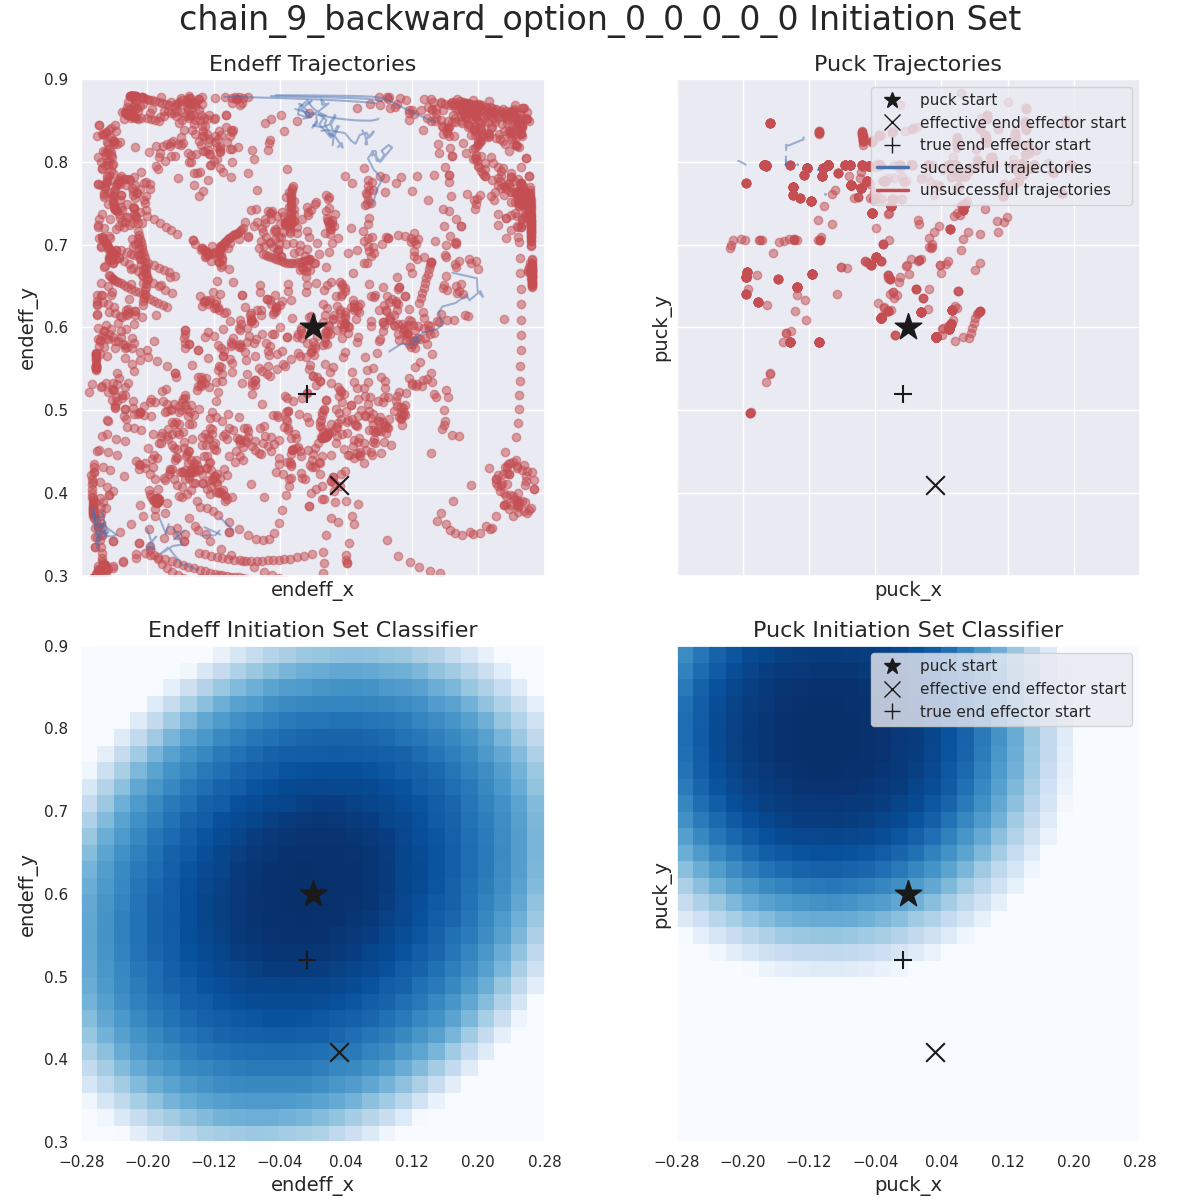 chain_9_backward_option_0_0_0_0_0 Initiation Set
Endeff Trajectories
Puck Trajectories
0.9
0.8
0.7
0.6
0.5
0.4
0.3
endeff_y
endeff_x
puck_y
puck_x
puck start
effective end effector start
true end effector start
successful trajectories
unsuccessful trajectories
Endeff Initiation Set Classifier
Puck Initiation Set Classifier
0.9
0.8
0.7
0.6
0.5
0.4
0.3
endeff_y
puck_y
puck start
effective end effector start
true end effector start
−0.28 −0.20 −0.12 −0.04 0.04 0.12 0.20 0.28
−0.28 −0.20 −0.12 −0.04 0.04 0.12 0.20 0.28
endeff_x
puck_x